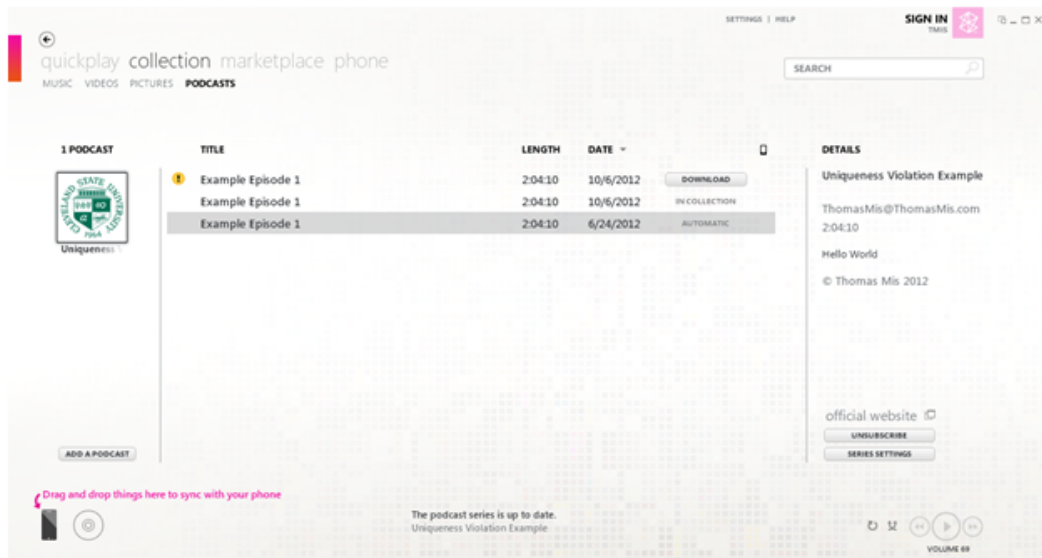 SETTINGS | HELP
SIGN IN
TMIS
quickplay collection marketplace phone
MUSIC VIDEOS PICTURES PODCASTS
SEARCH
1 PODCAST TITLE LENGTH DATE DETAILS
CLEVELAND STATE UNIVERSITY
1964
Uniqueness
Example Episode 1 2:04:10 10/6/2012 DOWNLOAD
Example Episode 1 2:04:10 10/6/2012 IN COLLECTION
Example Episode 1 2:04:10 6/24/2012 AUTOMATIC
Uniqueness Violation Example
ThomasMis@ThomasMis.com
2:04:10
Hello World
© Thomas Mis 2012
official website
UNSUBSCRIBE
SERIES SETTINGS
ADD A PODCAST
Drag and drop things here to sync with your phone
The podcast series is up to date.
Uniqueness Violation Example
VOLUME 69